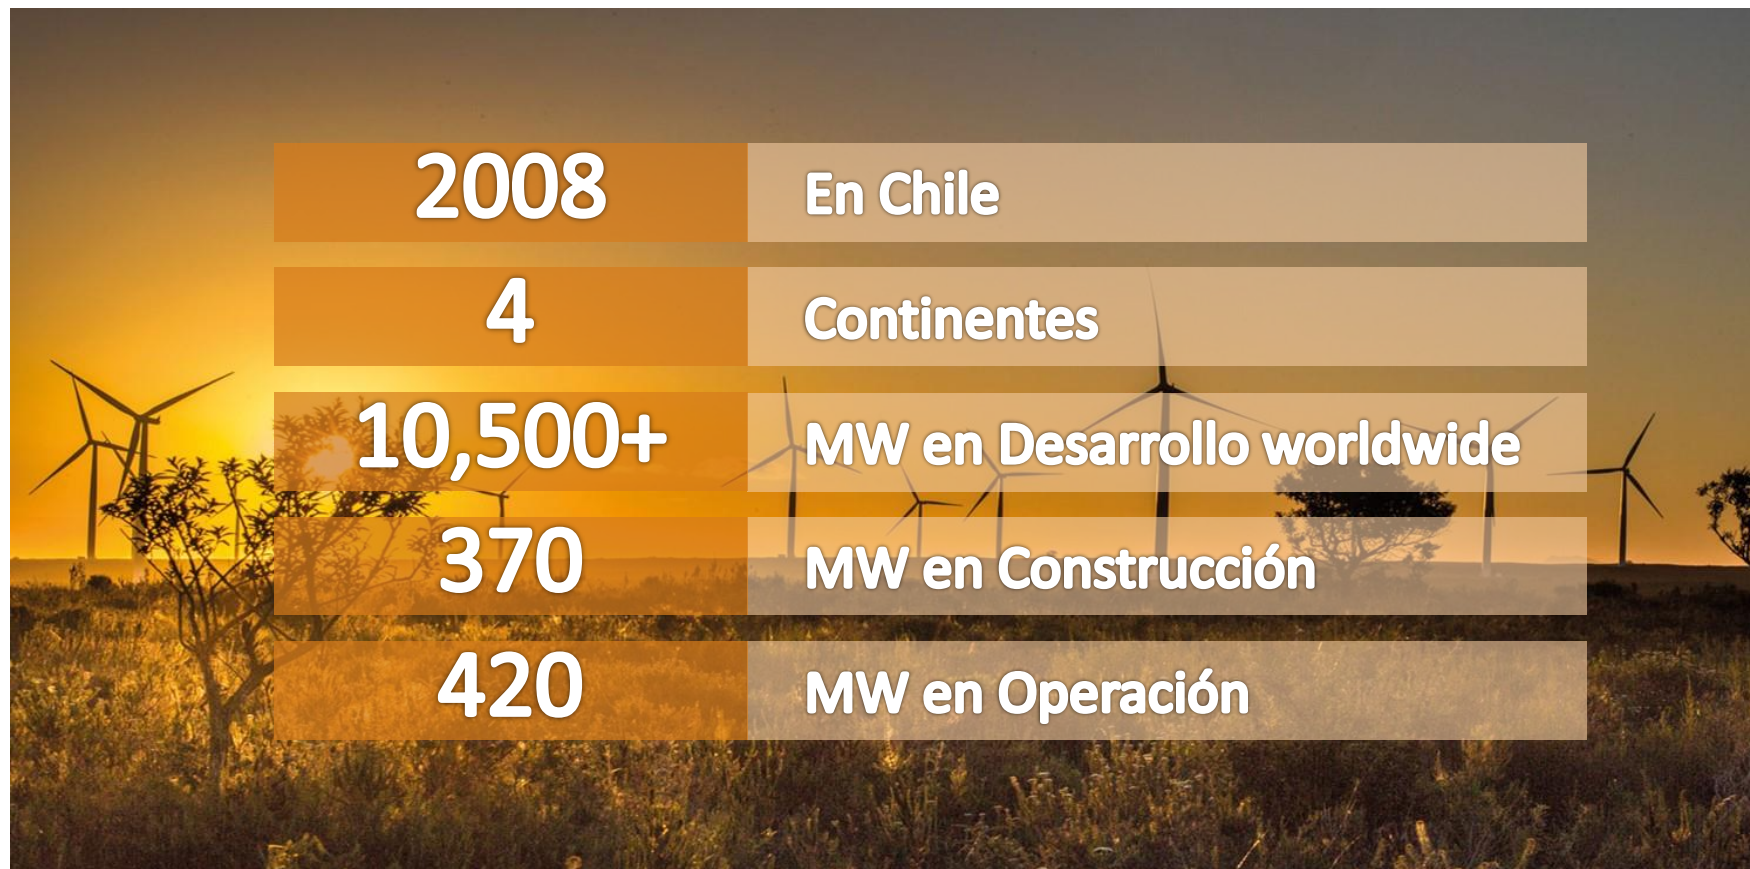 2008 En Chile
4 Continentes
10,500+ MW en Desarrollo worldwide
370 MW en Construcción
420 MW en Operación